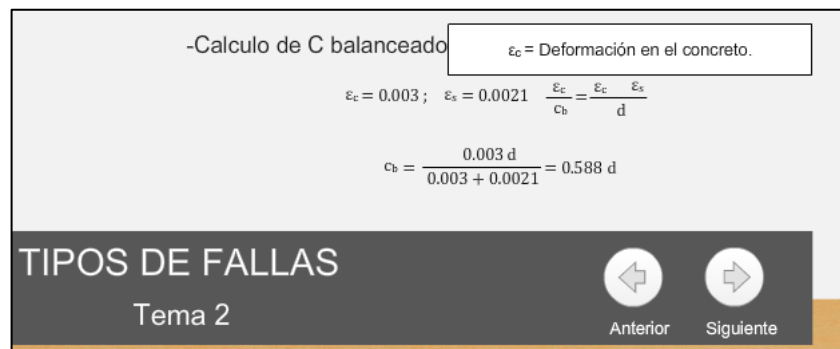 -Calculo de C balanceado
εc = Deformación en el concreto.
εc = 0.003 ; εs = 0.0021 εc/cb = εc εs/d
cb = 0.003 d/0.003 + 0.0021 = 0.588 d
TIPOS DE FALLAS
Tema 2
Anterior Siguiente